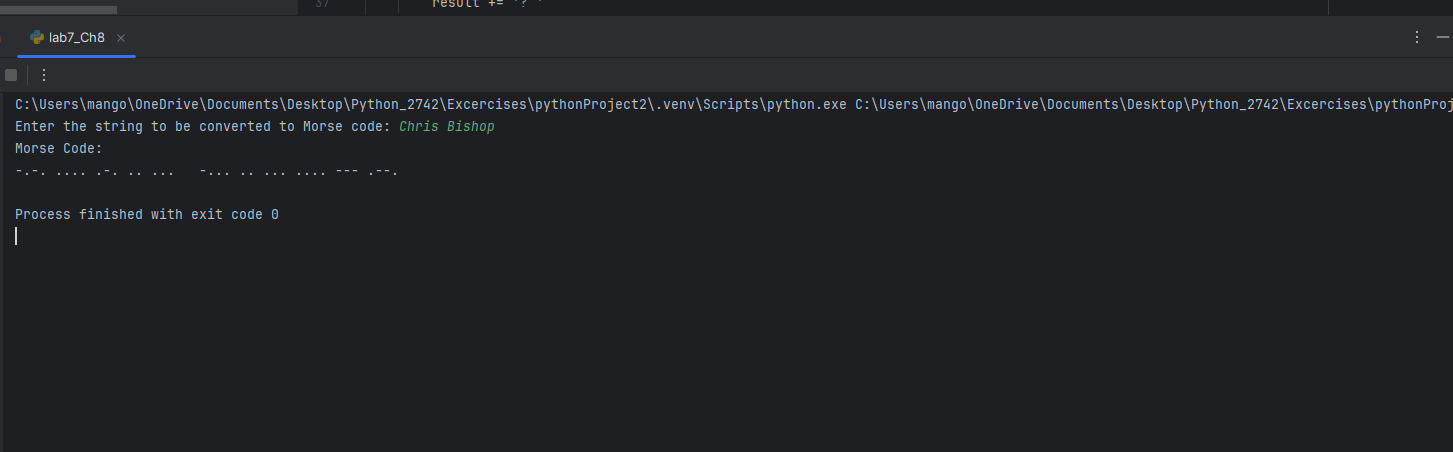 37 result += '? '
lab7_Ch8
C:\Users\mango\OneDrive\Documents\Desktop\Python_2742\Excercises\pythonProject2\.venv\Scripts\python.exe C:\Users\mango\OneDrive\Documents\Desktop\Python_2742\Excercises\pythonProj
Enter the string to be converted to Morse code: Chris Bishop
Morse Code:
-.-. .... .-. .. ...   -... .. ... .... --- .--.
Process finished with exit code 0